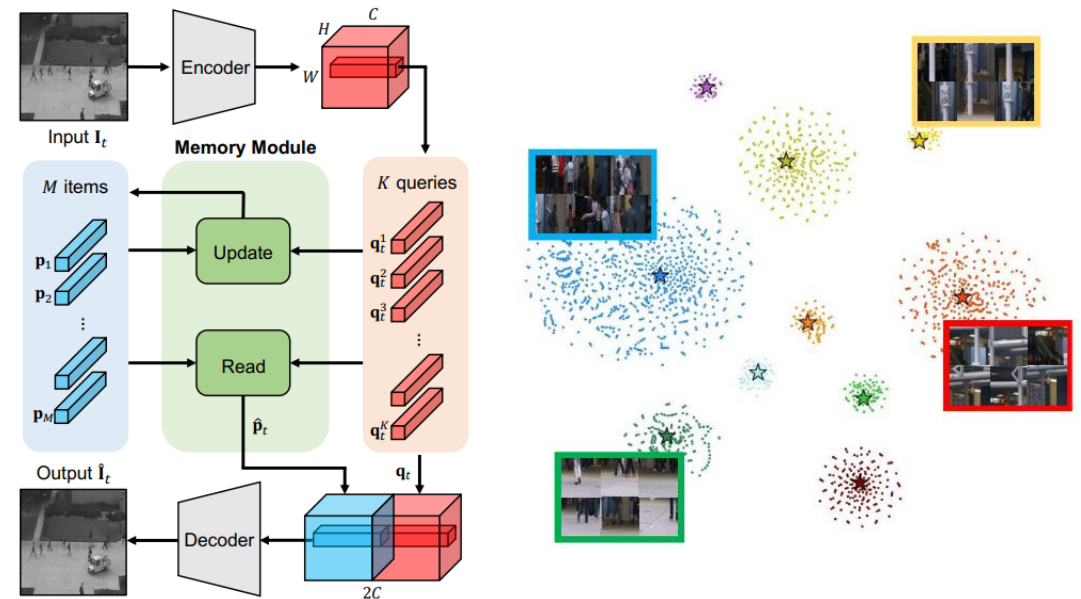 H
C
W
Encoder
Input I_t
Memory Module
M items
K queries
Update
q_t^1
q_t^2
q_t^3
p_1
p_2
...
...
Read
p_M
q_t^K
p̂_t
q_t
Output Î_t
Decoder
2C